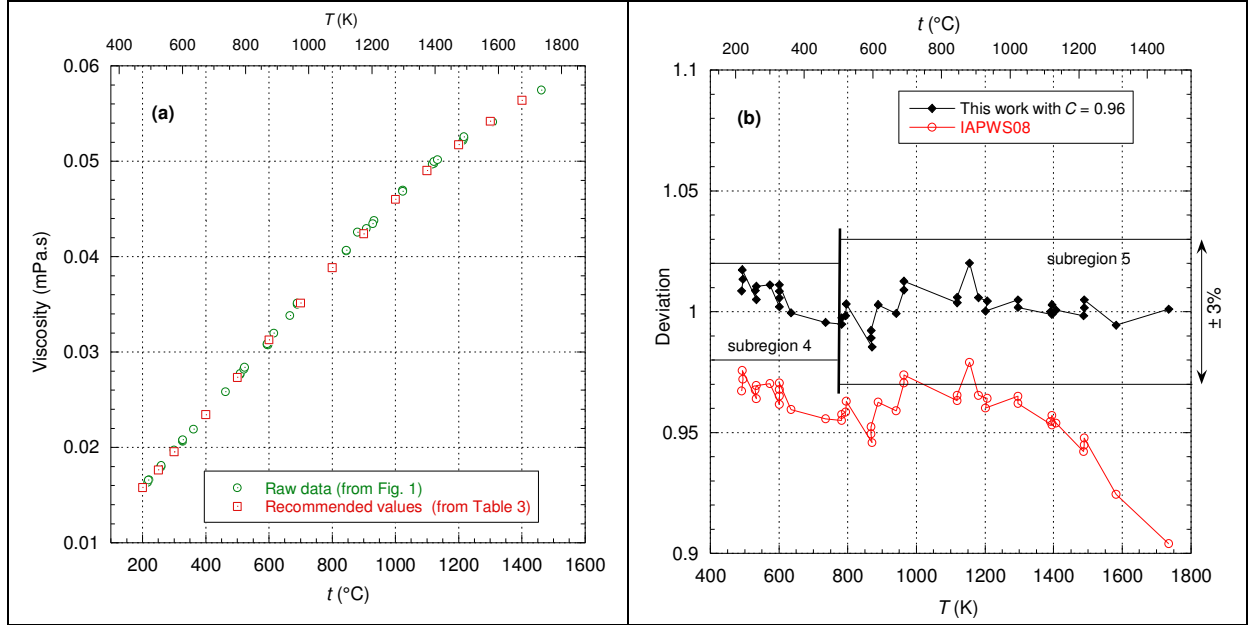 T (K)
400 600 800 1000 1200 1400 1600 1800
0.06
0.05
0.04
0.03
0.02
0.01
Viscosity (mPa.s)
(a)
Raw data (from Fig. 1)
Recommended values (from Table 3)
200 400 600 800 1000 1200 1400 1600
t (°C)
t (°C)
200 400 600 800 1000 1200 1400
1.1
1.05
1
0.95
0.9
Deviation
(b)
This work with C = 0.96
IAPWS08
subregion 5
subregion 4
± 3%
400 600 800 1000 1200 1400 1600 1800
T (K)